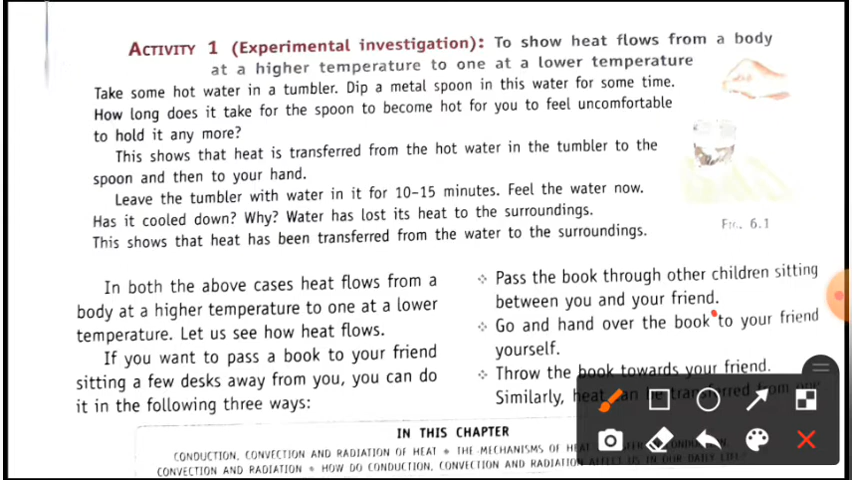 ACTIVITY 1 (Experimental investigation): To show heat flows from a body
at a higher temperature to one at a lower temperature
Take some hot water in a tumbler. Dip a metal spoon in this water for some time.
How long does it take for the spoon to become hot for you to feel uncomfortable
to hold it any more?
This shows that heat is transferred from the hot water in the tumbler to the
spoon and then to your hand.
Leave the tumbler with water in it for 10–15 minutes. Feel the water now.
Has it cooled down? Why? Water has lost its heat to the surroundings.
This shows that heat has been transferred from the water to the surroundings.
FIG. 6.1
In both the above cases heat flows from a
body at a higher temperature to one at a lower
temperature. Let us see how heat flows.
If you want to pass a book to your friend
sitting a few desks away from you, you can do
it in the following three ways:
❖ Pass the book through other children sitting
between you and your friend.
❖ Go and hand over the book to your friend
yourself.
❖ Throw the book towards your friend.
Similarly, heat can be transferred from one
IN THIS CHAPTER
CONDUCTION, CONVECTION AND RADIATION OF HEAT • THE MECHANISMS OF HEAT
CONVECTION AND RADIATION • HOW DO CONDUCTION, CONVECTION AND RADIATION AFFECT US IN OUR DAILY LIFE